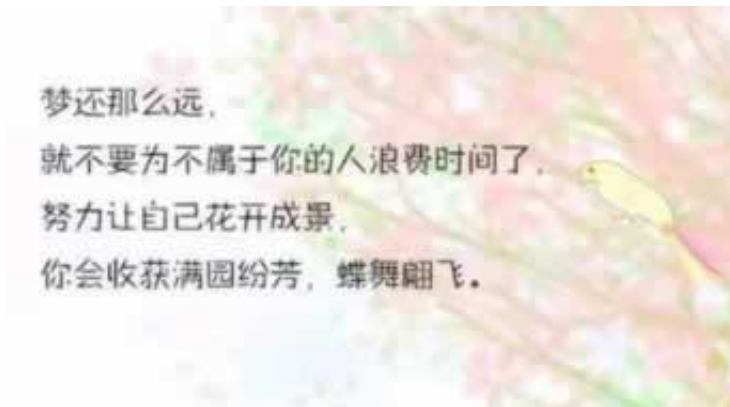 梦还那么远，
就不要为不属于你的人浪费时间了，
努力让自己花开成景，
你会收获满园纷芳，蝶舞翩飞。